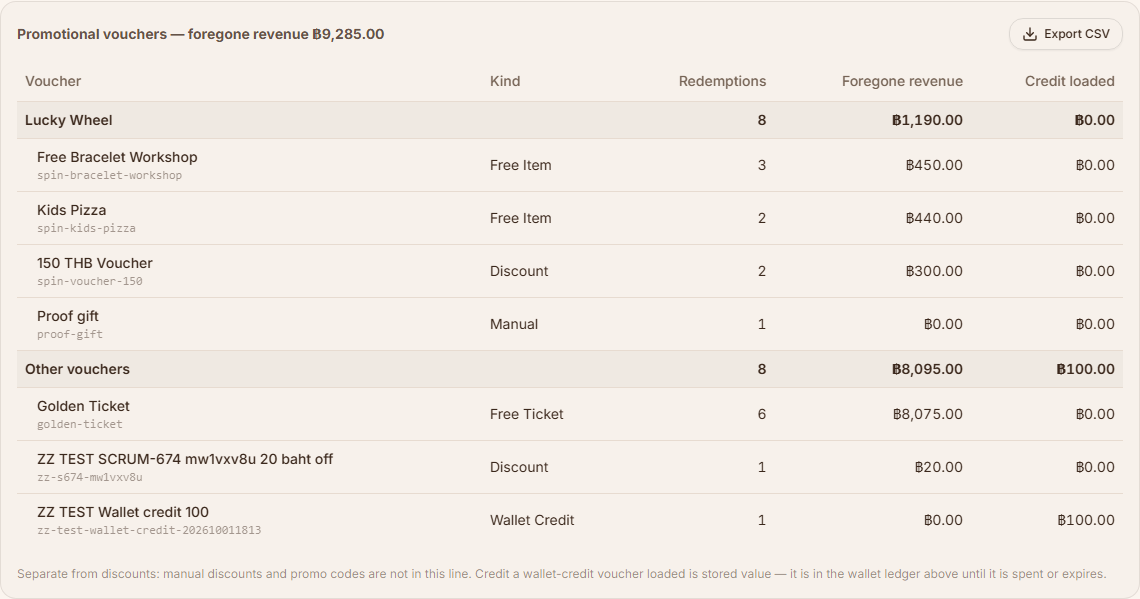 Promotional vouchers — foregone revenue ฿9,285.00
Export CSV
Voucher Kind Redemptions Foregone revenue Credit loaded
Lucky Wheel 8 ฿1,190.00 ฿0.00
Free Bracelet Workshop
spin-bracelet-workshop
Free Item 3 ฿450.00 ฿0.00
Kids Pizza
spin-kids-pizza
Free Item 2 ฿440.00 ฿0.00
150 THB Voucher
spin-voucher-150
Discount 2 ฿300.00 ฿0.00
Proof gift
proof-gift
Manual 1 ฿0.00 ฿0.00
Other vouchers 8 ฿8,095.00 ฿100.00
Golden Ticket
golden-ticket
Free Ticket 6 ฿8,075.00 ฿0.00
ZZ TEST SCRUM-674 mw1vxv8u 20 baht off
zz-s674-mw1vxv8u
Discount 1 ฿20.00 ฿0.00
ZZ TEST Wallet credit 100
zz-test-wallet-credit-202610011813
Wallet Credit 1 ฿0.00 ฿100.00
Separate from discounts: manual discounts and promo codes are not in this line. Credit a wallet-credit voucher loaded is stored value — it is in the wallet ledger above until it is spent or expires.